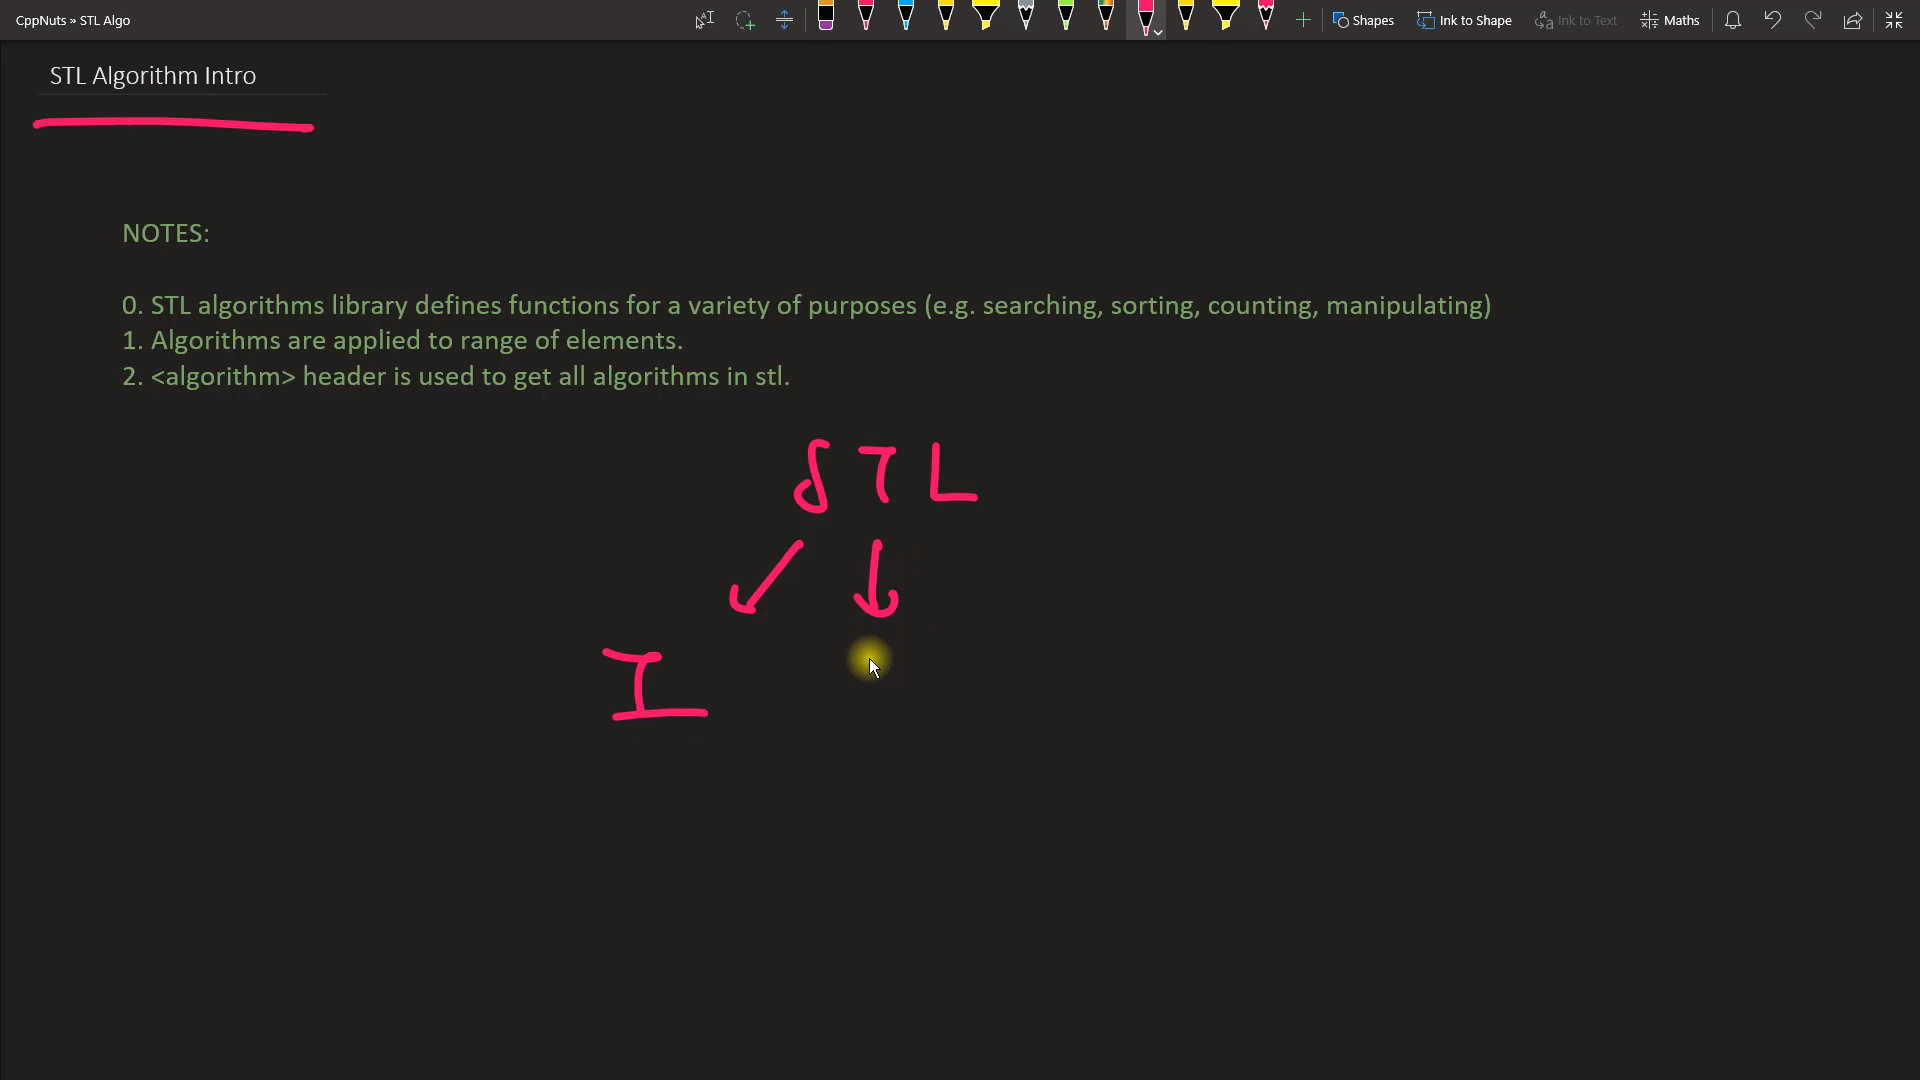 CppNuts » STL Algo
Shapes Ink to Shape Ink to Text Maths
STL Algorithm Intro
NOTES:
0. STL algorithms library defines functions for a variety of purposes (e.g. searching, sorting, counting, manipulating)
1. Algorithms are applied to range of elements.
2. <algorithm> header is used to get all algorithms in stl.
STL
I